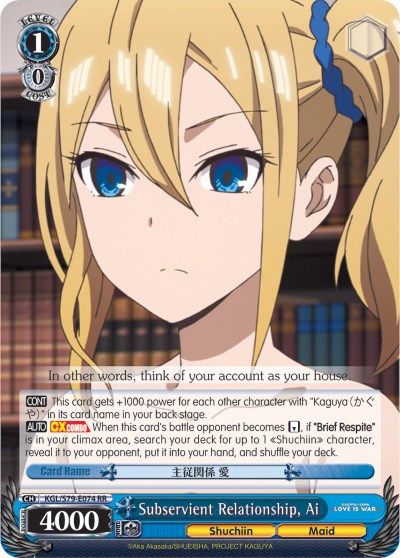 LEVEL
1
0
COST
In other words, think of your account as your house.
CONT This card gets +1000 power for each other character with "Kaguya(かぐ
や)" in its card name in your back stage.
AUTO CXCOMBO When this card's battle opponent becomes [], if "Brief Respite"
is in your climax area, search your deck for up to 1 «Shuchiin» character,
reveal it to your opponent, put it into your hand, and shuffle your deck.
Card Name 主従関係 愛
CH KGL/S79-E074 RR
4000
Subservient Relationship, Ai
KAGUYA-SAMA
LOVE IS WAR
Shuchiin Maid
©Aka Akasaka/SHUEISHA, PROJECT KAGUYA